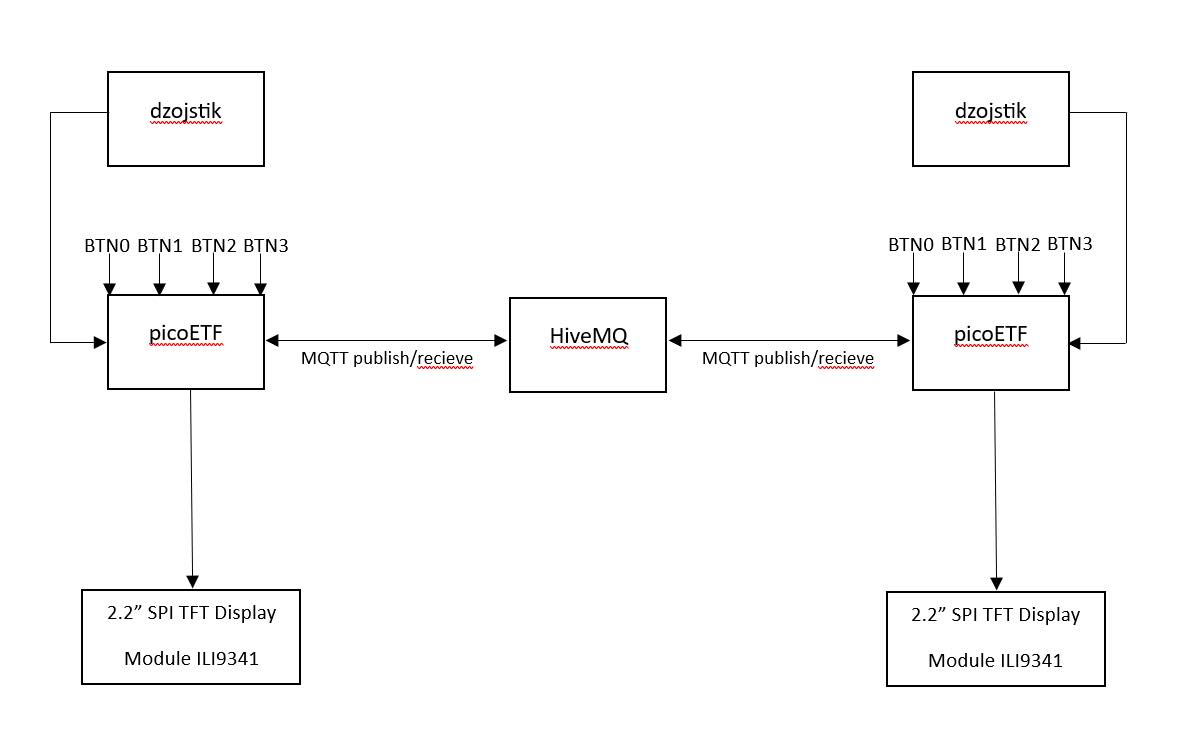 dzojstik
dzojstik
BTN0 BTN1 BTN2 BTN3
BTN0 BTN1 BTN2 BTN3
picoETF
HiveMQ
picoETF
MQTT publish/recieve
MQTT publish/recieve
2.2” SPI TFT Display
Module ILI9341
2.2” SPI TFT Display
Module ILI9341